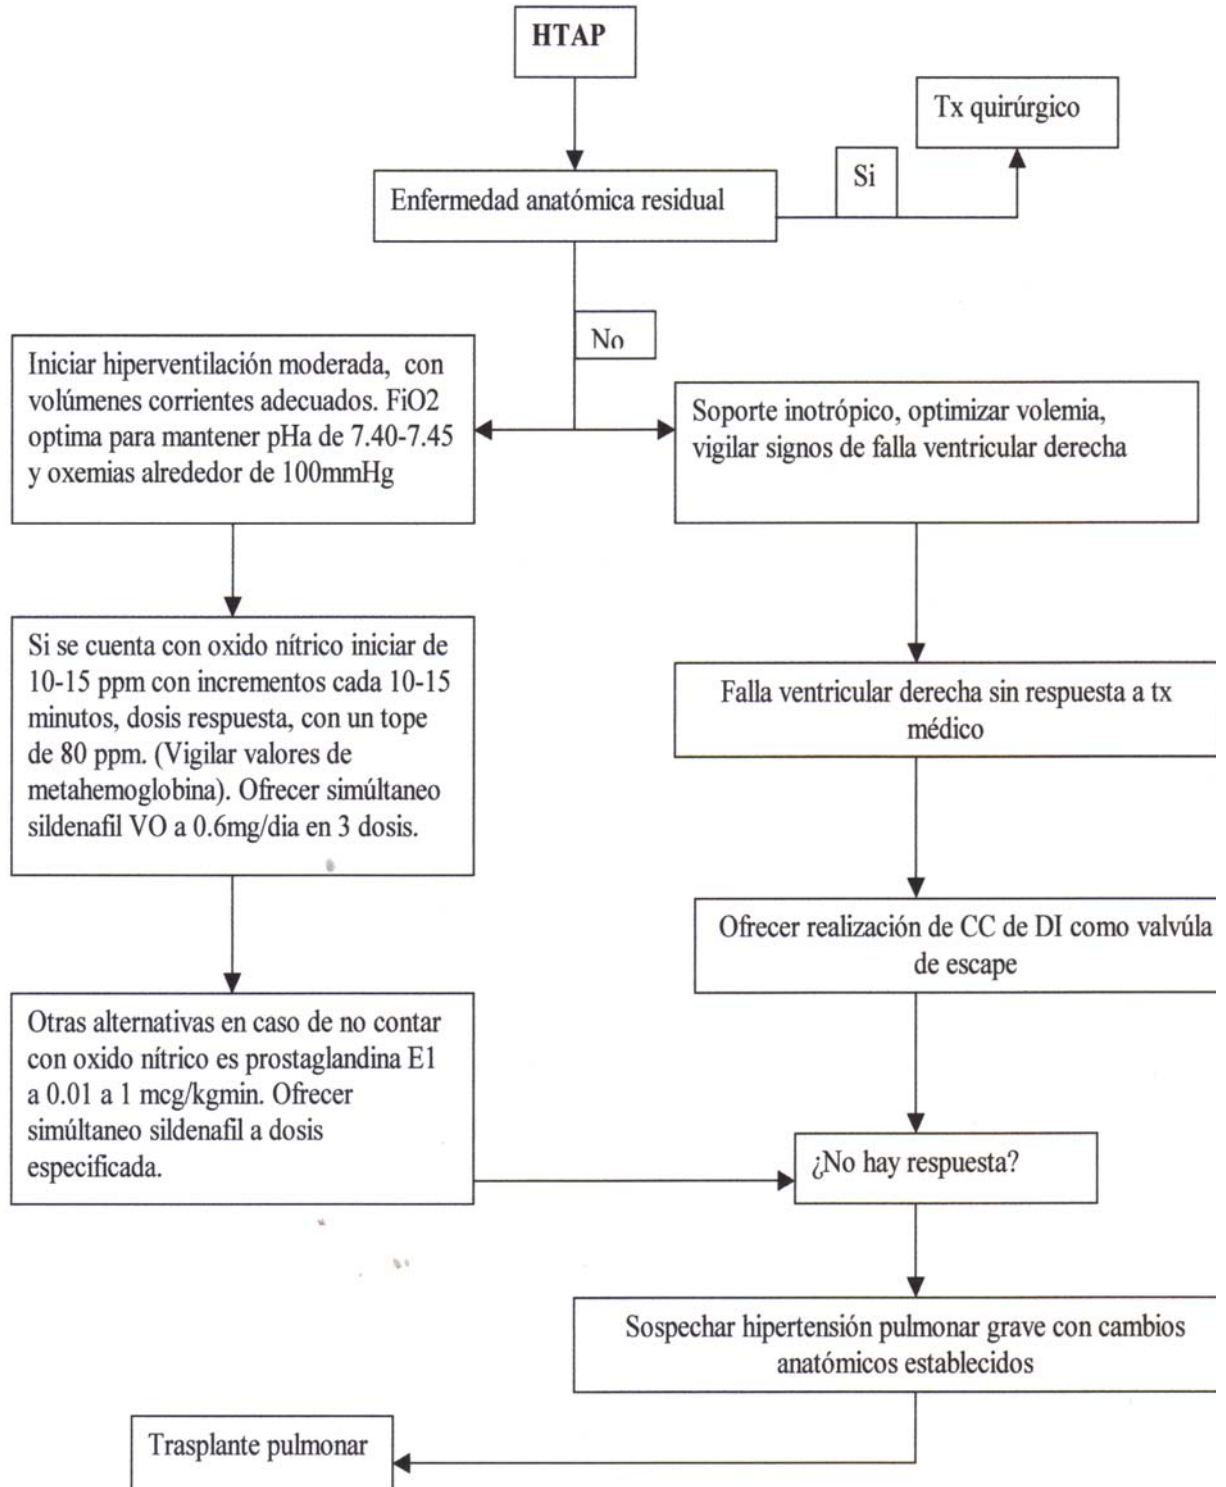 HTAP
Tx quirúrgico
Si
Enfermedad anatómica residual
No
Iniciar hiperventilación moderada, con
volúmenes corrientes adecuados. FiO2
optima para mantener pHa de 7.40-7.45
y oxemias alrededor de 100mmHg
Soporte inotrópico, optimizar volemia,
vigilar signos de falla ventricular derecha
Si se cuenta con oxido nítrico iniciar de
10-15 ppm con incrementos cada 10-15
minutos, dosis respuesta, con un tope
de 80 ppm. (Vigilar valores de
metahemoglobina). Ofrecer simúltaneo
sildenafil VO a 0.6mg/dia en 3 dosis.
Falla ventricular derecha sin respuesta a tx
médico
Ofrecer realización de CC de DI como valvúla
de escape
Otras alternativas en caso de no contar
con oxido nítrico es prostaglandina E1
a 0.01 a 1 mcg/kgmin. Ofrecer
simúltaneo sildenafil a dosis
especificada.
¿No hay respuesta?
Sospechar hipertensión pulmonar grave con cambios
anatómicos establecidos
Trasplante pulmonar